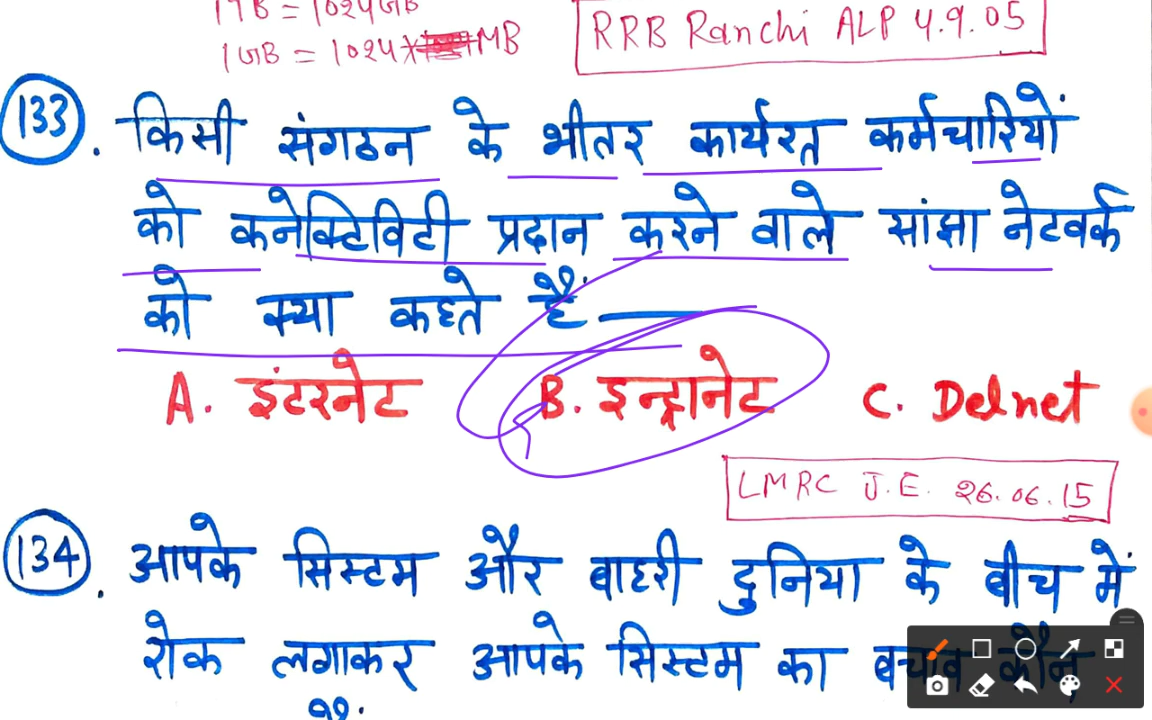 1TB = 1024GB
1GB = 1024 X MB
RRB Ranchi ALP 4.9.05
133. किसी संगठन के भीतर कार्यरत कर्मचारियों
को कनेक्टिविटी प्रदान करने वाले सांझा नेटवर्क
को क्या कहते हैं
A. इंटरनेट B. इन्ट्रानेट C. Delnet
LMRC J.E. 26.06.15
134. आपके सिस्टम और बाहरी दुनिया के बीच में
रोक लगाकर आपके सिस्टम का बचाव कौन